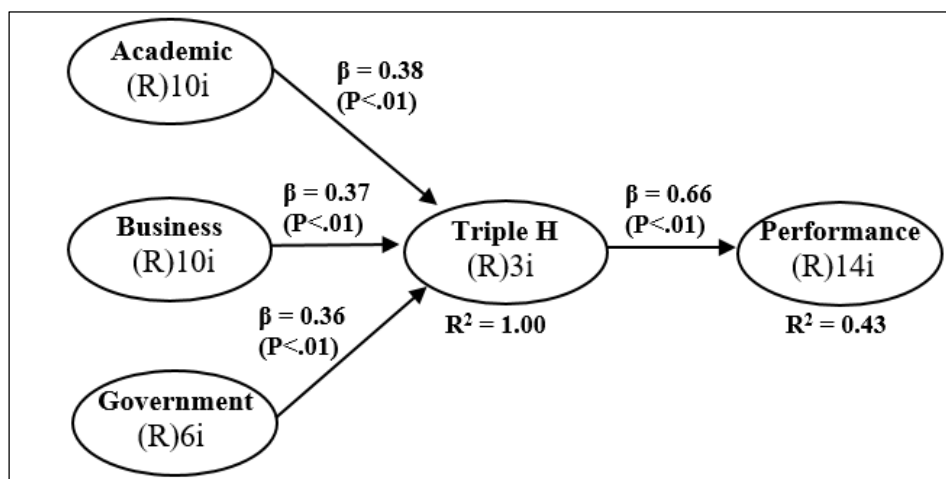 Academic
(R)10i
β = 0.38
(P<.01)
Business
(R)10i
β = 0.37
(P<.01)
Triple H
(R)3i
R² = 1.00
β = 0.66
(P<.01)
Performance
(R)14i
R² = 0.43
β = 0.36
(P<.01)
Government
(R)6i